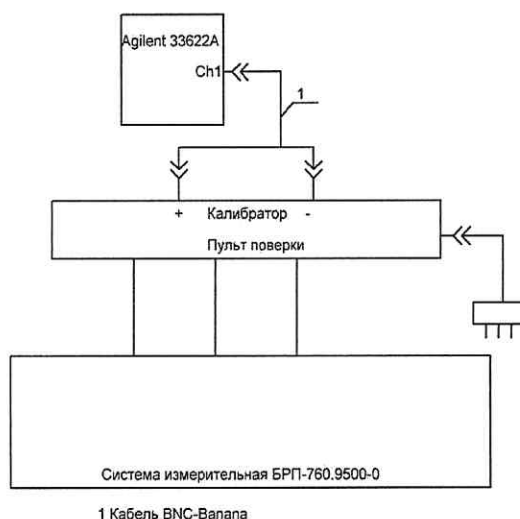 Agilent 33622A
Ch1
1
+ Калибратор -
Пульт поверки
Система измерительная БРП-760.9500-0
1 Кабель BNC-Banana